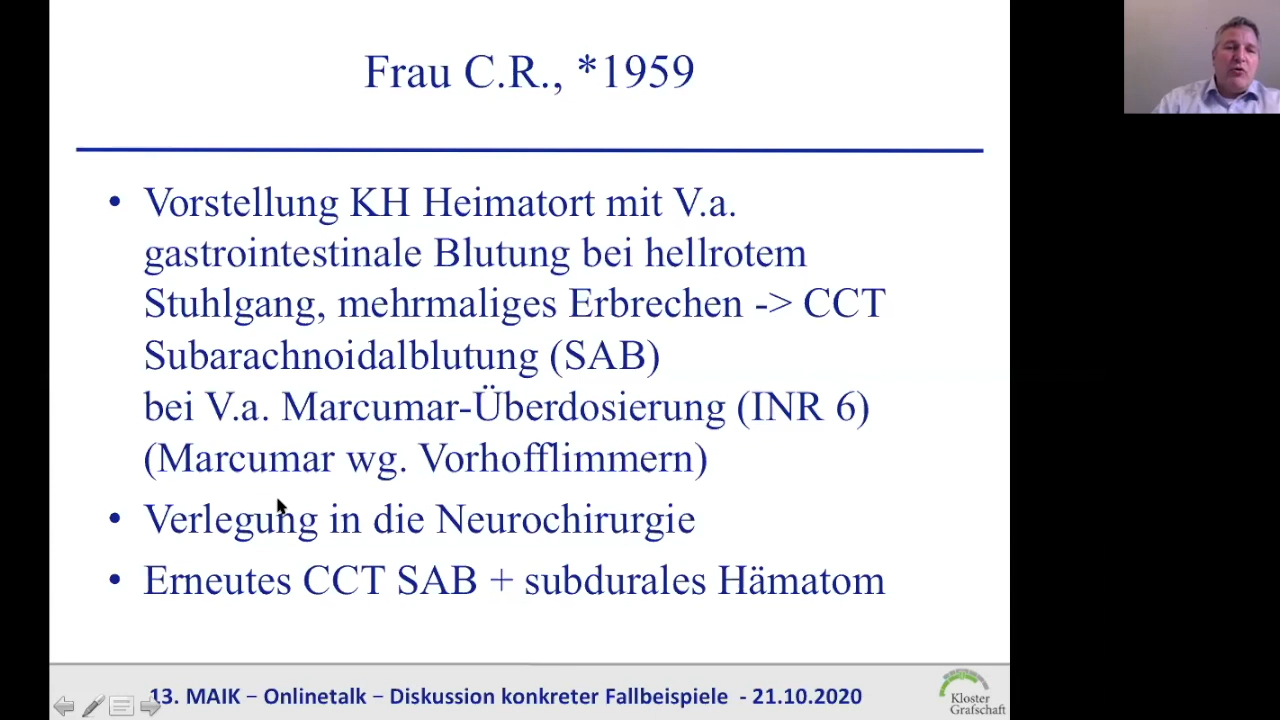 Frau C.R., *1959
• Vorstellung KH Heimatort mit V.a.
gastrointestinale Blutung bei hellrotem
Stuhlgang, mehrmaliges Erbrechen -> CCT
Subarachnoidalblutung (SAB)
bei V.a. Marcumar-Überdosierung (INR 6)
(Marcumar wg. Vorhofflimmern)
• Verlegung in die Neurochirurgie
• Erneutes CCT SAB + subdurales Hämatom
13. MAIK – Onlinetalk – Diskussion konkreter Fallbeispiele - 21.10.2020
Kloster
Grafschaft